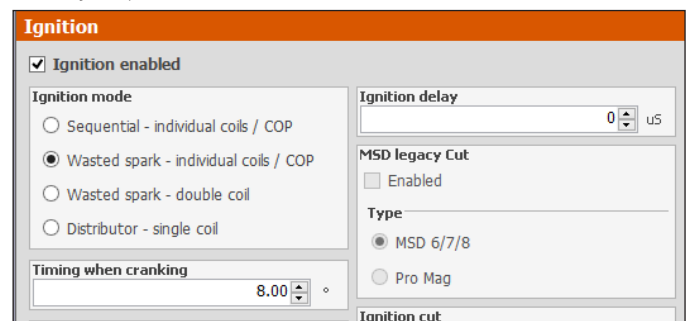 Ignition
Ignition enabled
Ignition mode
Sequential - individual coils / COP
Wasted spark - individual coils / COP
Wasted spark - double coil
Distributor - single coil
Timing when cranking
8.00 °
Ignition delay
0 uS
MSD legacy Cut
Enabled
Type
MSD 6/7/8
Pro Mag
Ignition cut